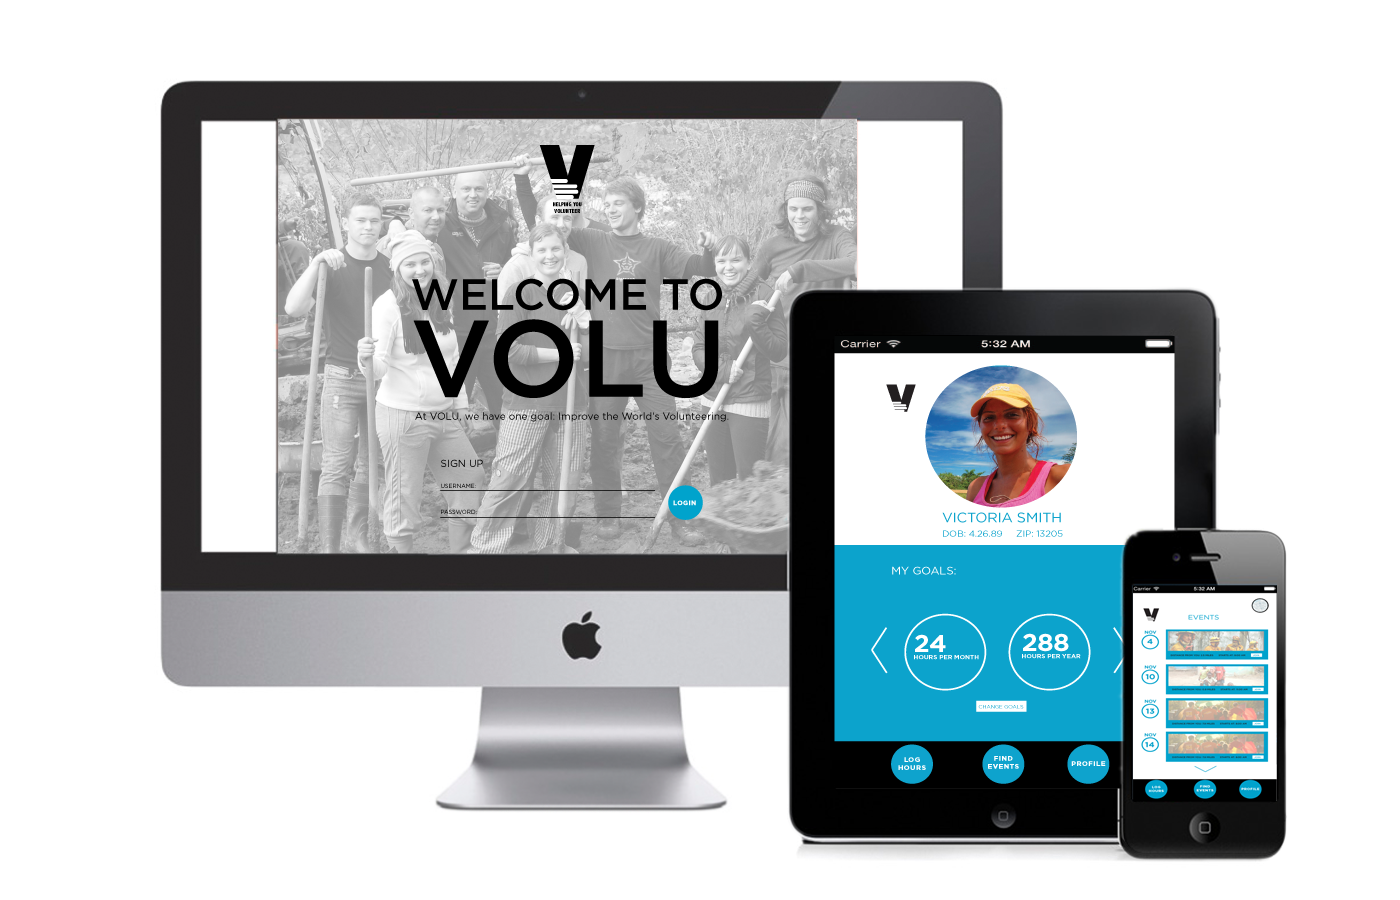 HELPING YOU
VOLUNTEER
WELCOME TO
VOLU
At VOLU, we have one goal: Improve the World's Volunteering.
SIGN UP
USERNAME:
PASSWORD:
LOGIN
Carrier
5:32 AM
VICTORIA SMITH
DOB: 4.26.89 ZIP: 13205
MY GOALS:
24
HOURS PER MONTH
288
HOURS PER YEAR
CHANGE GOALS
LOG
HOURS
FIND
EVENTS
PROFILE
Carrier
5:32 AM
EVENTS
NOV
4
NOV
10
NOV
13
NOV
14
LOG
HOURS
FIND
EVENTS
PROFILE